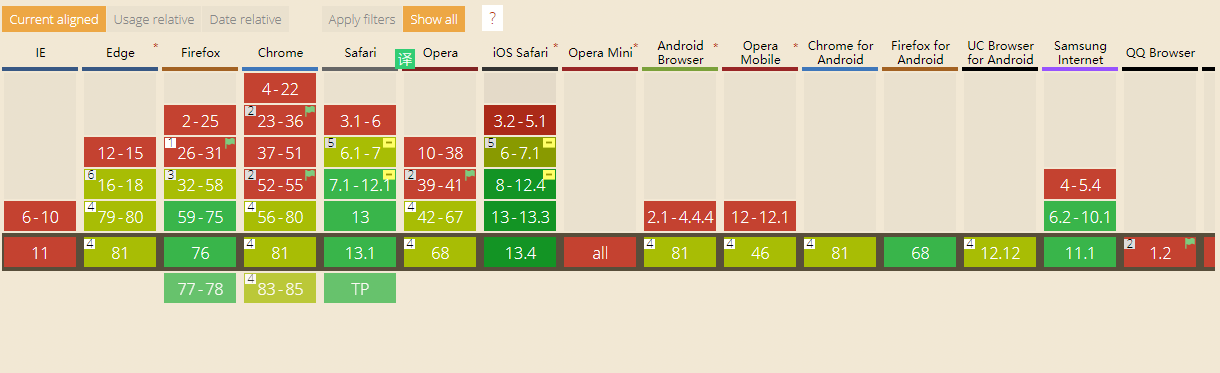 Current aligned Usage relative Date relative Apply filters Show all ?
IE Edge * Firefox Chrome Safari 译 Opera iOS Safari * Opera Mini * Android Browser * Opera Mobile * Chrome for Android Firefox for Android UC Browser for Android Samsung Internet QQ Browser
4-22
2-25 2 23-36 3.1-6 3.2-5.1
12-15 1 26-31 37-51 5 6.1-7 10-38 5 6-7.1
6 16-18 3 32-58 2 52-55 7.1-12.1 2 39-41 8-12.4 4-5.4
6-10 4 79-80 59-75 4 56-80 13 4 42-67 13-13.3 2.1-4.4.4 12-12.1 6.2-10.1
11 4 81 76 4 81 13.1 4 68 13.4 all 4 81 4 46 4 81 68 4 12.12 11.1 2 1.2
77-78 4 83-85 TP